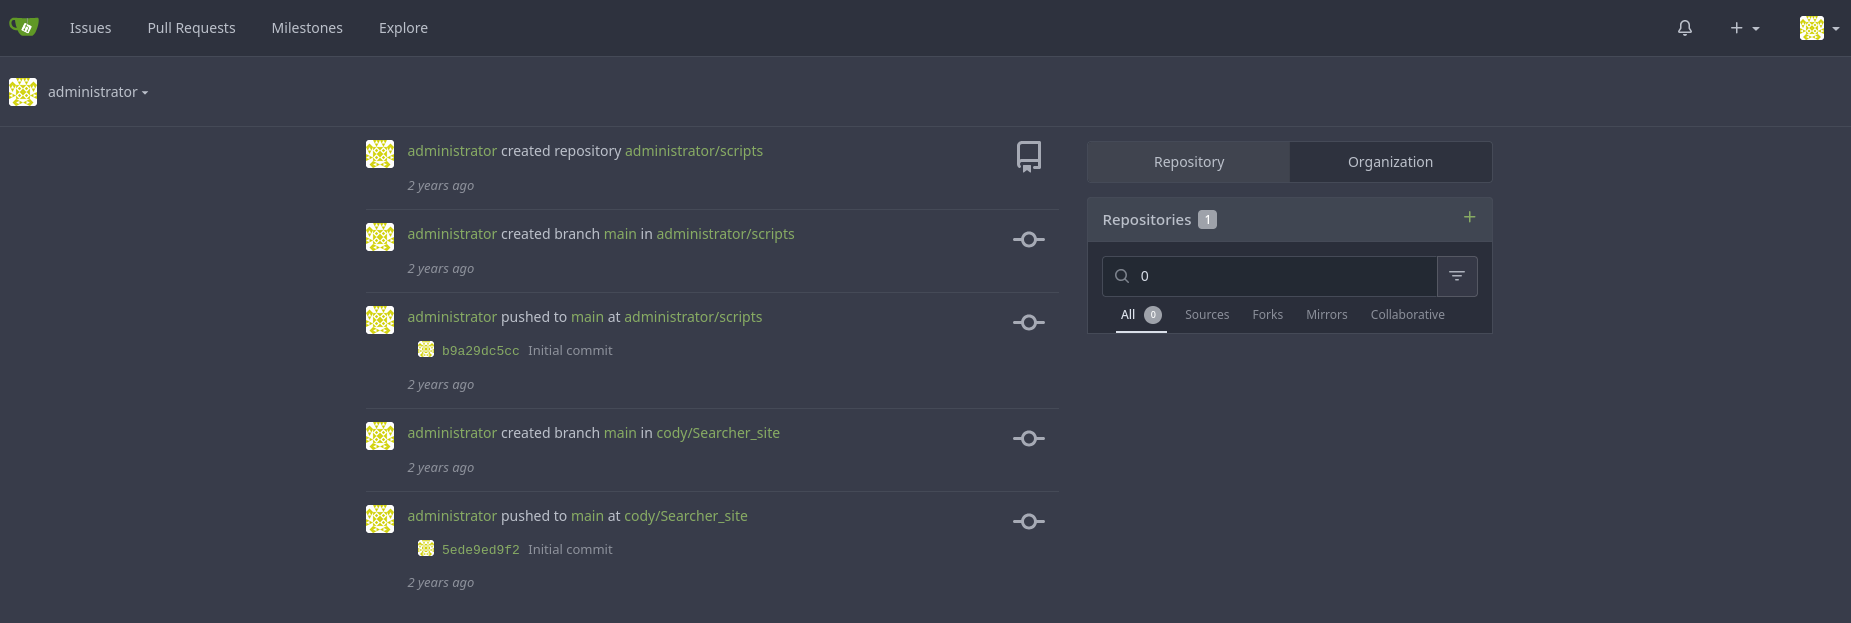 Issues Pull Requests Milestones Explore
administrator
administrator created repository administrator/scripts
2 years ago
administrator created branch main in administrator/scripts
2 years ago
administrator pushed to main at administrator/scripts
b9a29dc5cc Initial commit
2 years ago
administrator created branch main in cody/Searcher_site
2 years ago
administrator pushed to main at cody/Searcher_site
5ede9ed9f2 Initial commit
2 years ago
Repository Organization
Repositories 1
0
All 0 Sources Forks Mirrors Collaborative